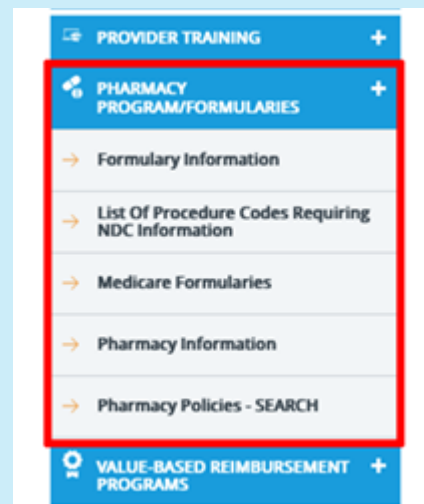 PROVIDER TRAINING +
PHARMACY +
PROGRAM/FORMULARIES
Formulary Information
List Of Procedure Codes Requiring
NDC Information
Medicare Formularies
Pharmacy Information
Pharmacy Policies - SEARCH
VALUE-BASED REIMBURSEMENT +
PROGRAMS